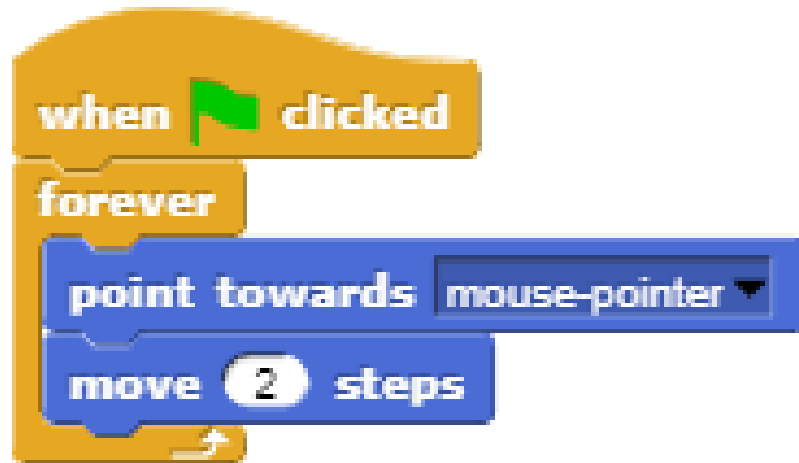 when clicked
forever
point towards mouse-pointer
move 2 steps